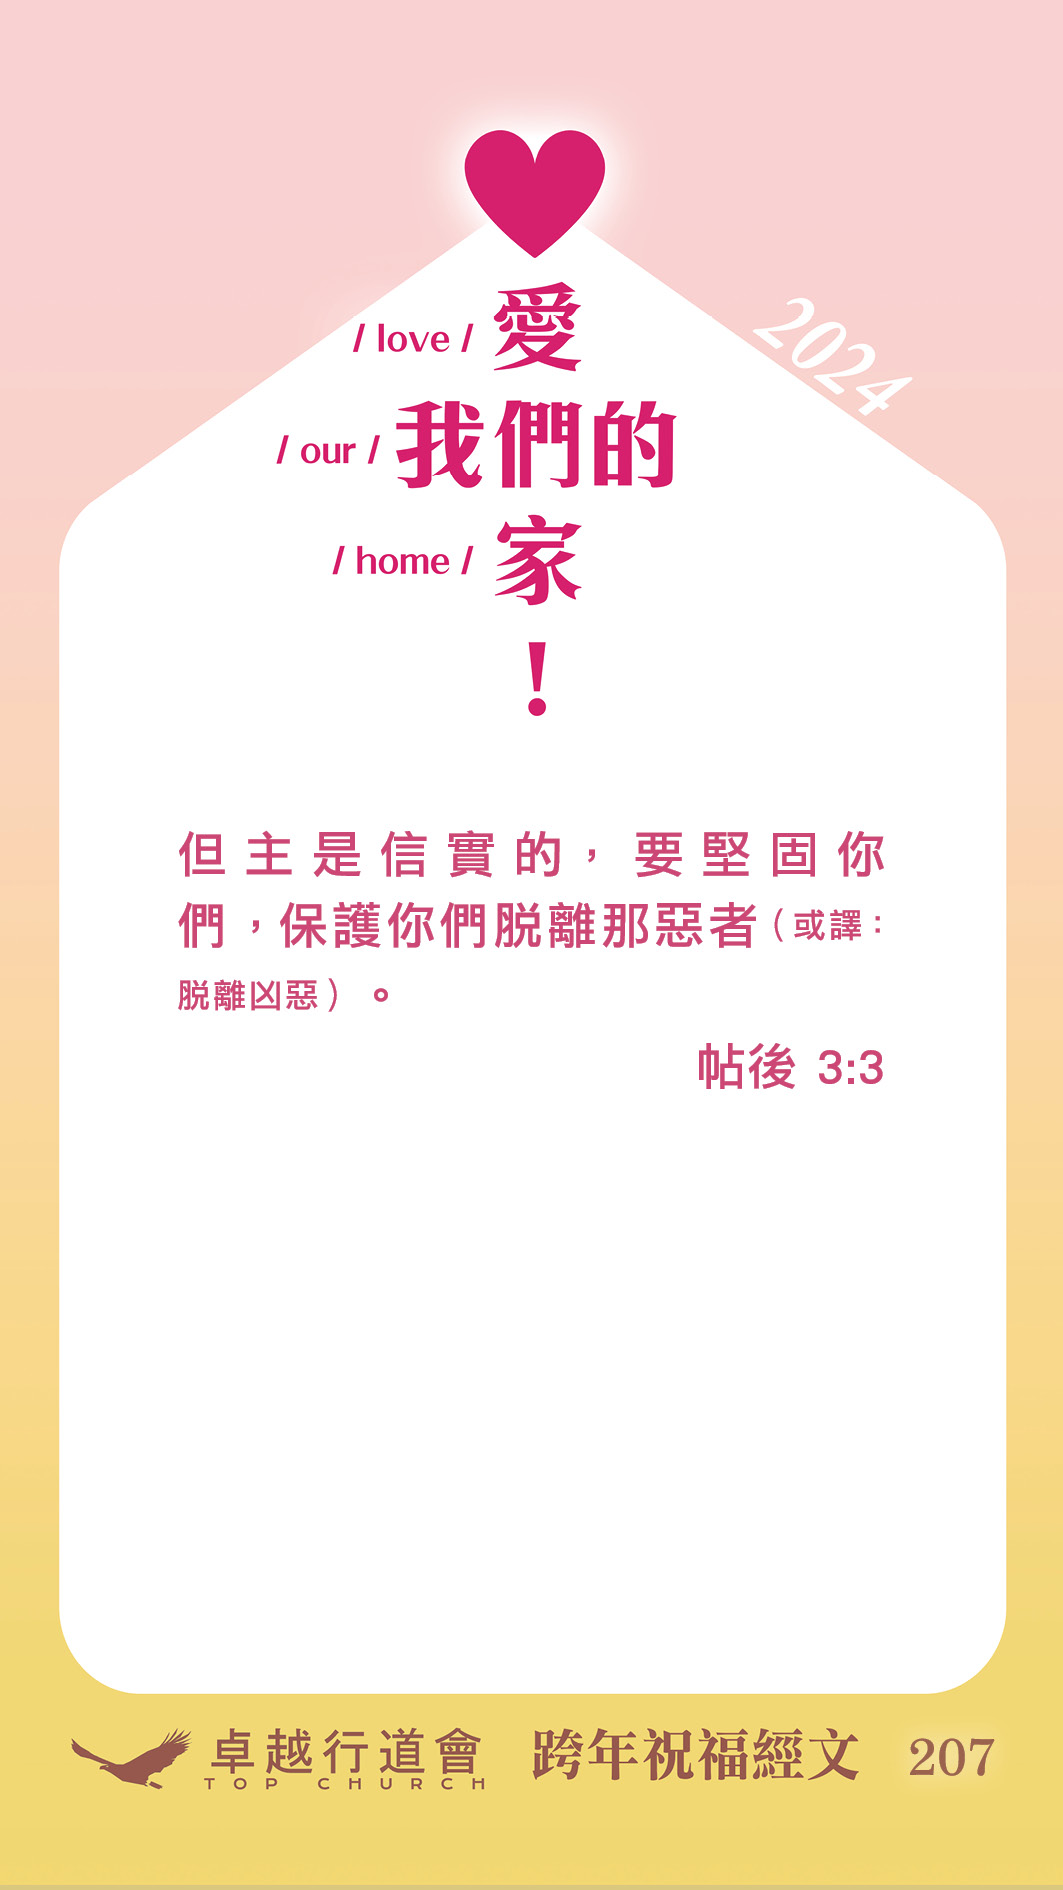 / love / 愛
2024
/ our / 我們的
/ home / 家
！
但主是信實的，要堅固你
們，保護你們脱離那惡者（或譯：
脱離凶惡）。
帖後 3:3
卓越行道會 跨年祝福經文 207
TOP CHURCH